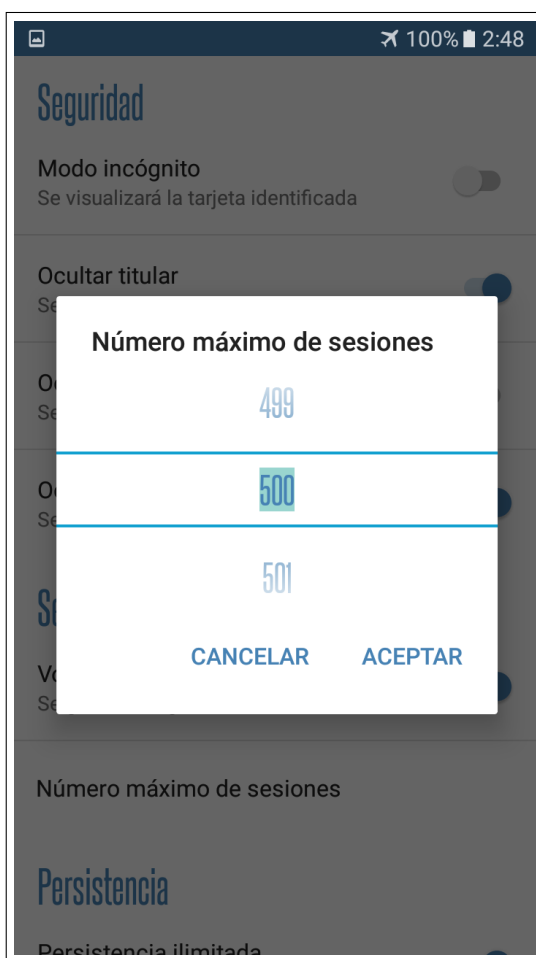 100% 2:48
Seguridad
Modo incógnito
Se visualizará la tarjeta identificada
Ocultar titular
Se
Número máximo de sesiones
499
500
501
CANCELAR ACEPTAR
Número máximo de sesiones
Persistencia
Persistencia ilimitada